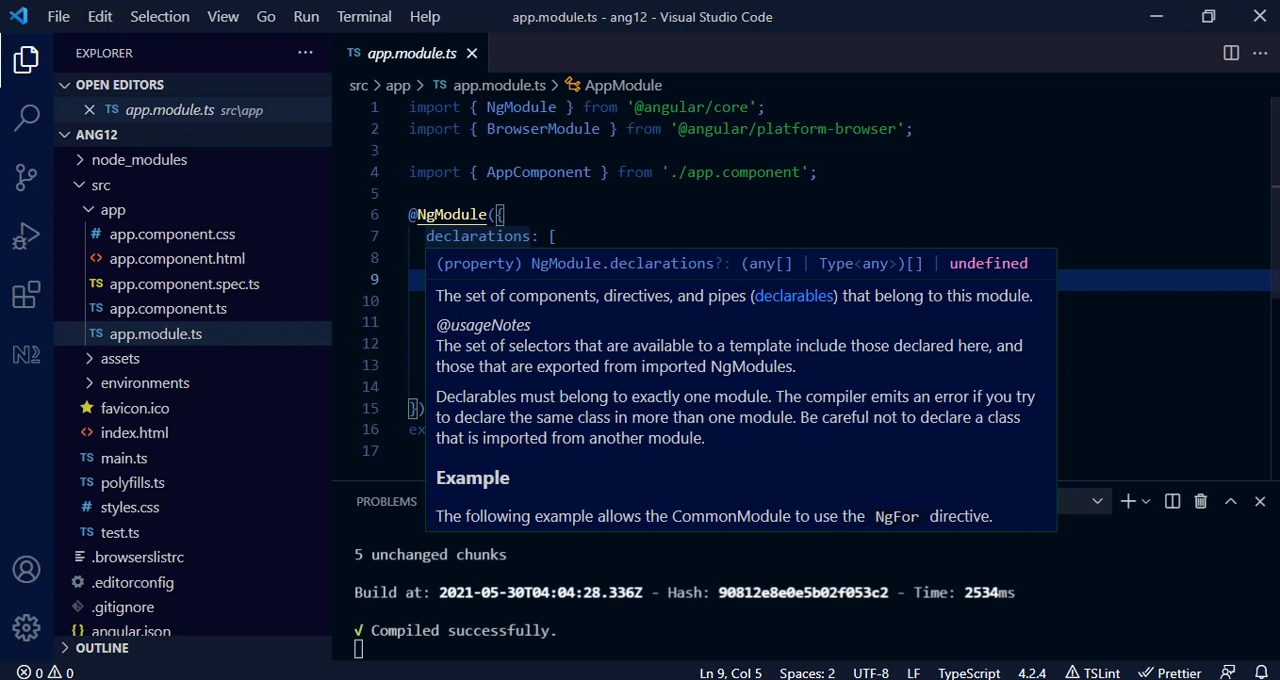 File Edit Selection View Go Run Terminal Help app.module.ts - ang12 - Visual Studio Code
EXPLORER
OPEN EDITORS
TS app.module.ts src\app
ANG12
node_modules
src
app
# app.component.css
<> app.component.html
TS app.component.spec.ts
TS app.component.ts
TS app.module.ts
assets
environments
favicon.ico
<> index.html
TS main.ts
TS polyfills.ts
# styles.css
TS test.ts
.browserslistrc
.editorconfig
.gitignore
{} angular.json
OUTLINE
TS app.module.ts
src > app > TS app.module.ts > AppModule
1 import { NgModule } from '@angular/core';
2 import { BrowserModule } from '@angular/platform-browser';
3
4 import { AppComponent } from './app.component';
5
6 @NgModule({
7 declarations: [
8
9
10
11
12
13
14
15 })
16 ex
17
(property) NgModule.declarations?: (any[] | Type<any>)[] | undefined
The set of components, directives, and pipes (declarables) that belong to this module.
@usageNotes
The set of selectors that are available to a template include those declared here, and
those that are exported from imported NgModules.
Declarables must belong to exactly one module. The compiler emits an error if you try
to declare the same class in more than one module. Be careful not to declare a class
that is imported from another module.
Example
The following example allows the CommonModule to use the NgFor directive.
PROBLEMS
5 unchanged chunks
Build at: 2021-05-30T04:04:28.336Z - Hash: 90812e8e0e5b02f053c2 - Time: 2534ms
√ Compiled successfully.
0 0 Ln 9, Col 5 Spaces: 2 UTF-8 LF TypeScript 4.2.4 TSLint Prettier